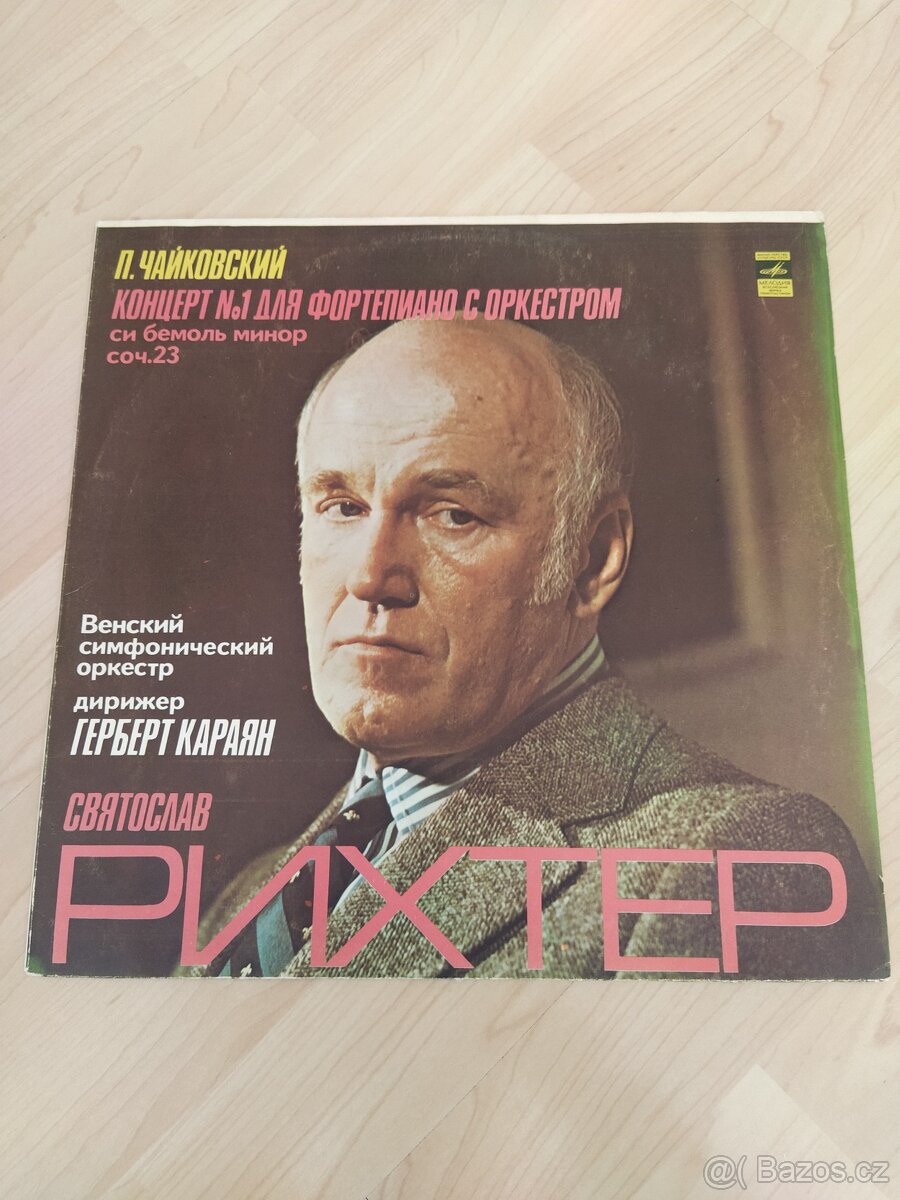 П. ЧАЙКОВСКИЙ
КОНЦЕРТ №1 ДЛЯ ФОРТЕПИАНО С ОРКЕСТРОМ
си бемоль минор
соч.23
МЕЛОДИЯ
Венский
симфонический
оркестр
дирижер
ГЕРБЕРТ КАРАЯН
СВЯТОСЛАВ
РИХТЕР
@( Bazos.cz